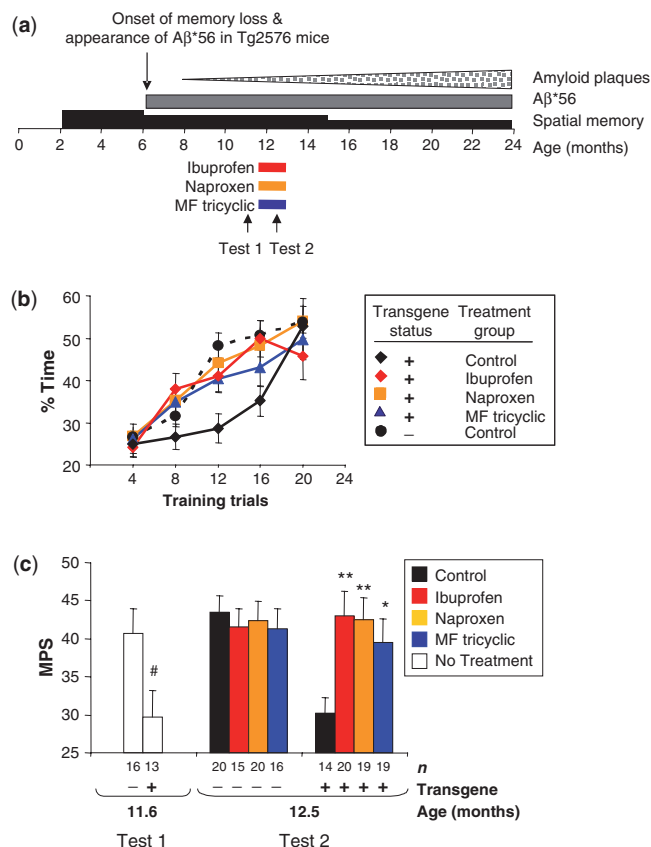 (a)
Onset of memory loss &
appearance of Aβ*56 in Tg2576 mice
Amyloid plaques
Aβ*56
Spatial memory
0 2 4 6 8 10 12 14 16 18 20 22 24 Age (months)
Ibuprofen
Naproxen
MF tricyclic
Test 1 Test 2
(b)
60
50
40
30
20
% Time
4 8 12 16 20 24
Training trials
Transgene Treatment
status group
+ Control
+ Ibuprofen
+ Naproxen
+ MF tricyclic
– Control
(c)
45
40
35
30
25
MPS
#
** ** *
Control
Ibuprofen
Naproxen
MF tricyclic
No Treatment
16 13 20 15 20 16 14 20 19 19 n
– + – – – – + + + + Transgene
11.6 12.5 Age (months)
Test 1 Test 2